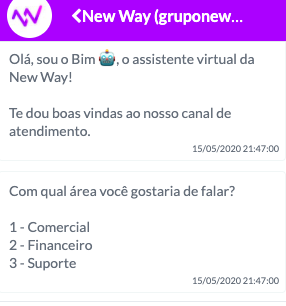 New Way (gruponew...
Olá, sou o Bim 🤖, o assistente virtual da
New Way!
Te dou boas vindas ao nosso canal de
atendimento.
15/05/2020 21:47:00
Com qual área você gostaria de falar?
1 - Comercial
2 - Financeiro
3 - Suporte
15/05/2020 21:47:00